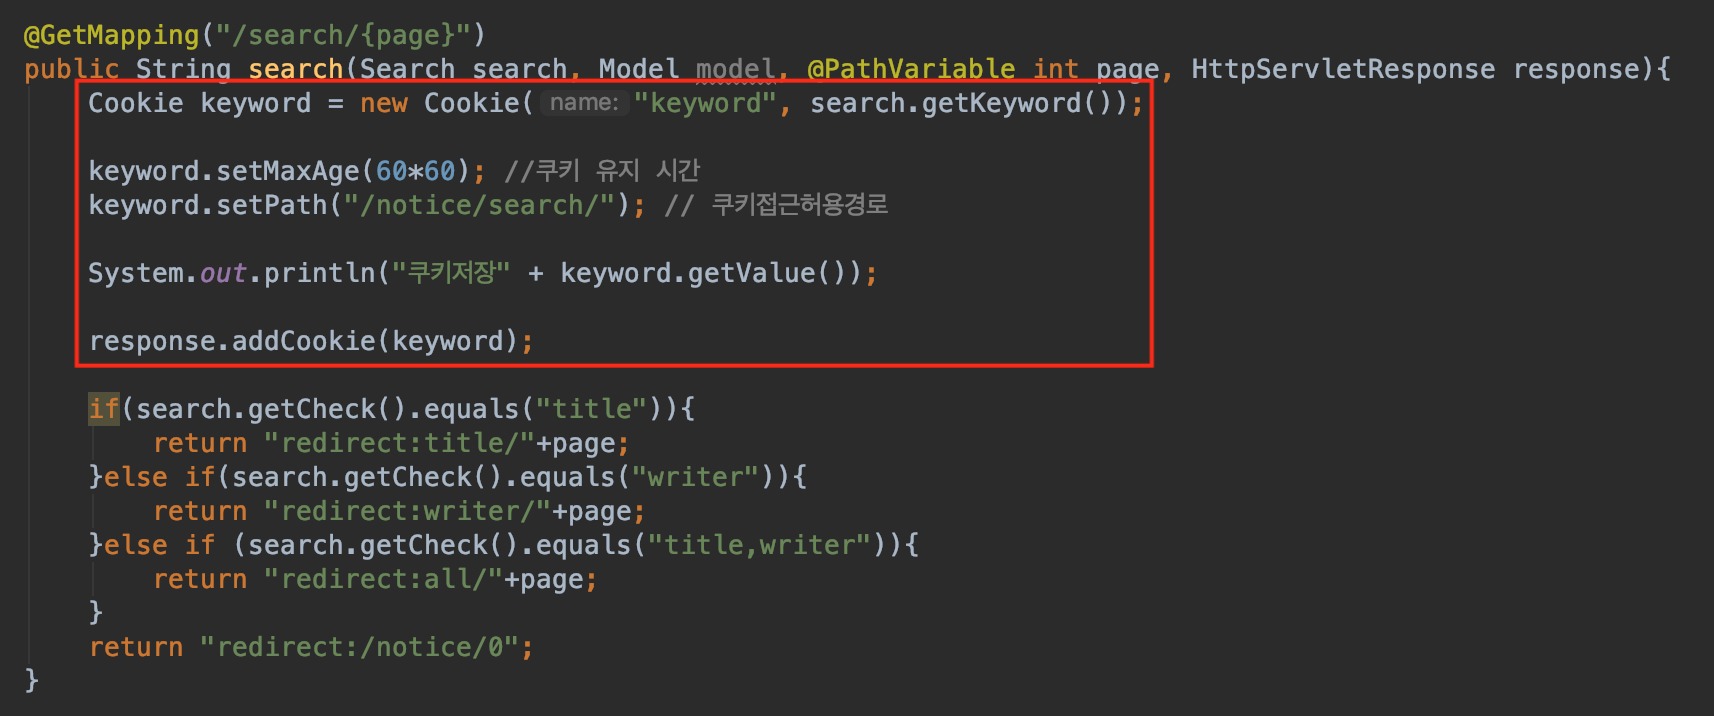 @GetMapping("/search/{page}")
public String search(Search search, Model model, @PathVariable int page, HttpServletResponse response){
Cookie keyword = new Cookie( name: "keyword", search.getKeyword());
keyword.setMaxAge(60*60); //쿠키 유지 시간
keyword.setPath("/notice/search/"); // 쿠키접근허용경로
System.out.println("쿠키저장" + keyword.getValue());
response.addCookie(keyword);
if(search.getCheck().equals("title")){
return "redirect:title/"+page;
}else if(search.getCheck().equals("writer")){
return "redirect:writer/"+page;
}else if (search.getCheck().equals("title,writer")){
return "redirect:all/"+page;
}
return "redirect:/notice/0";
}